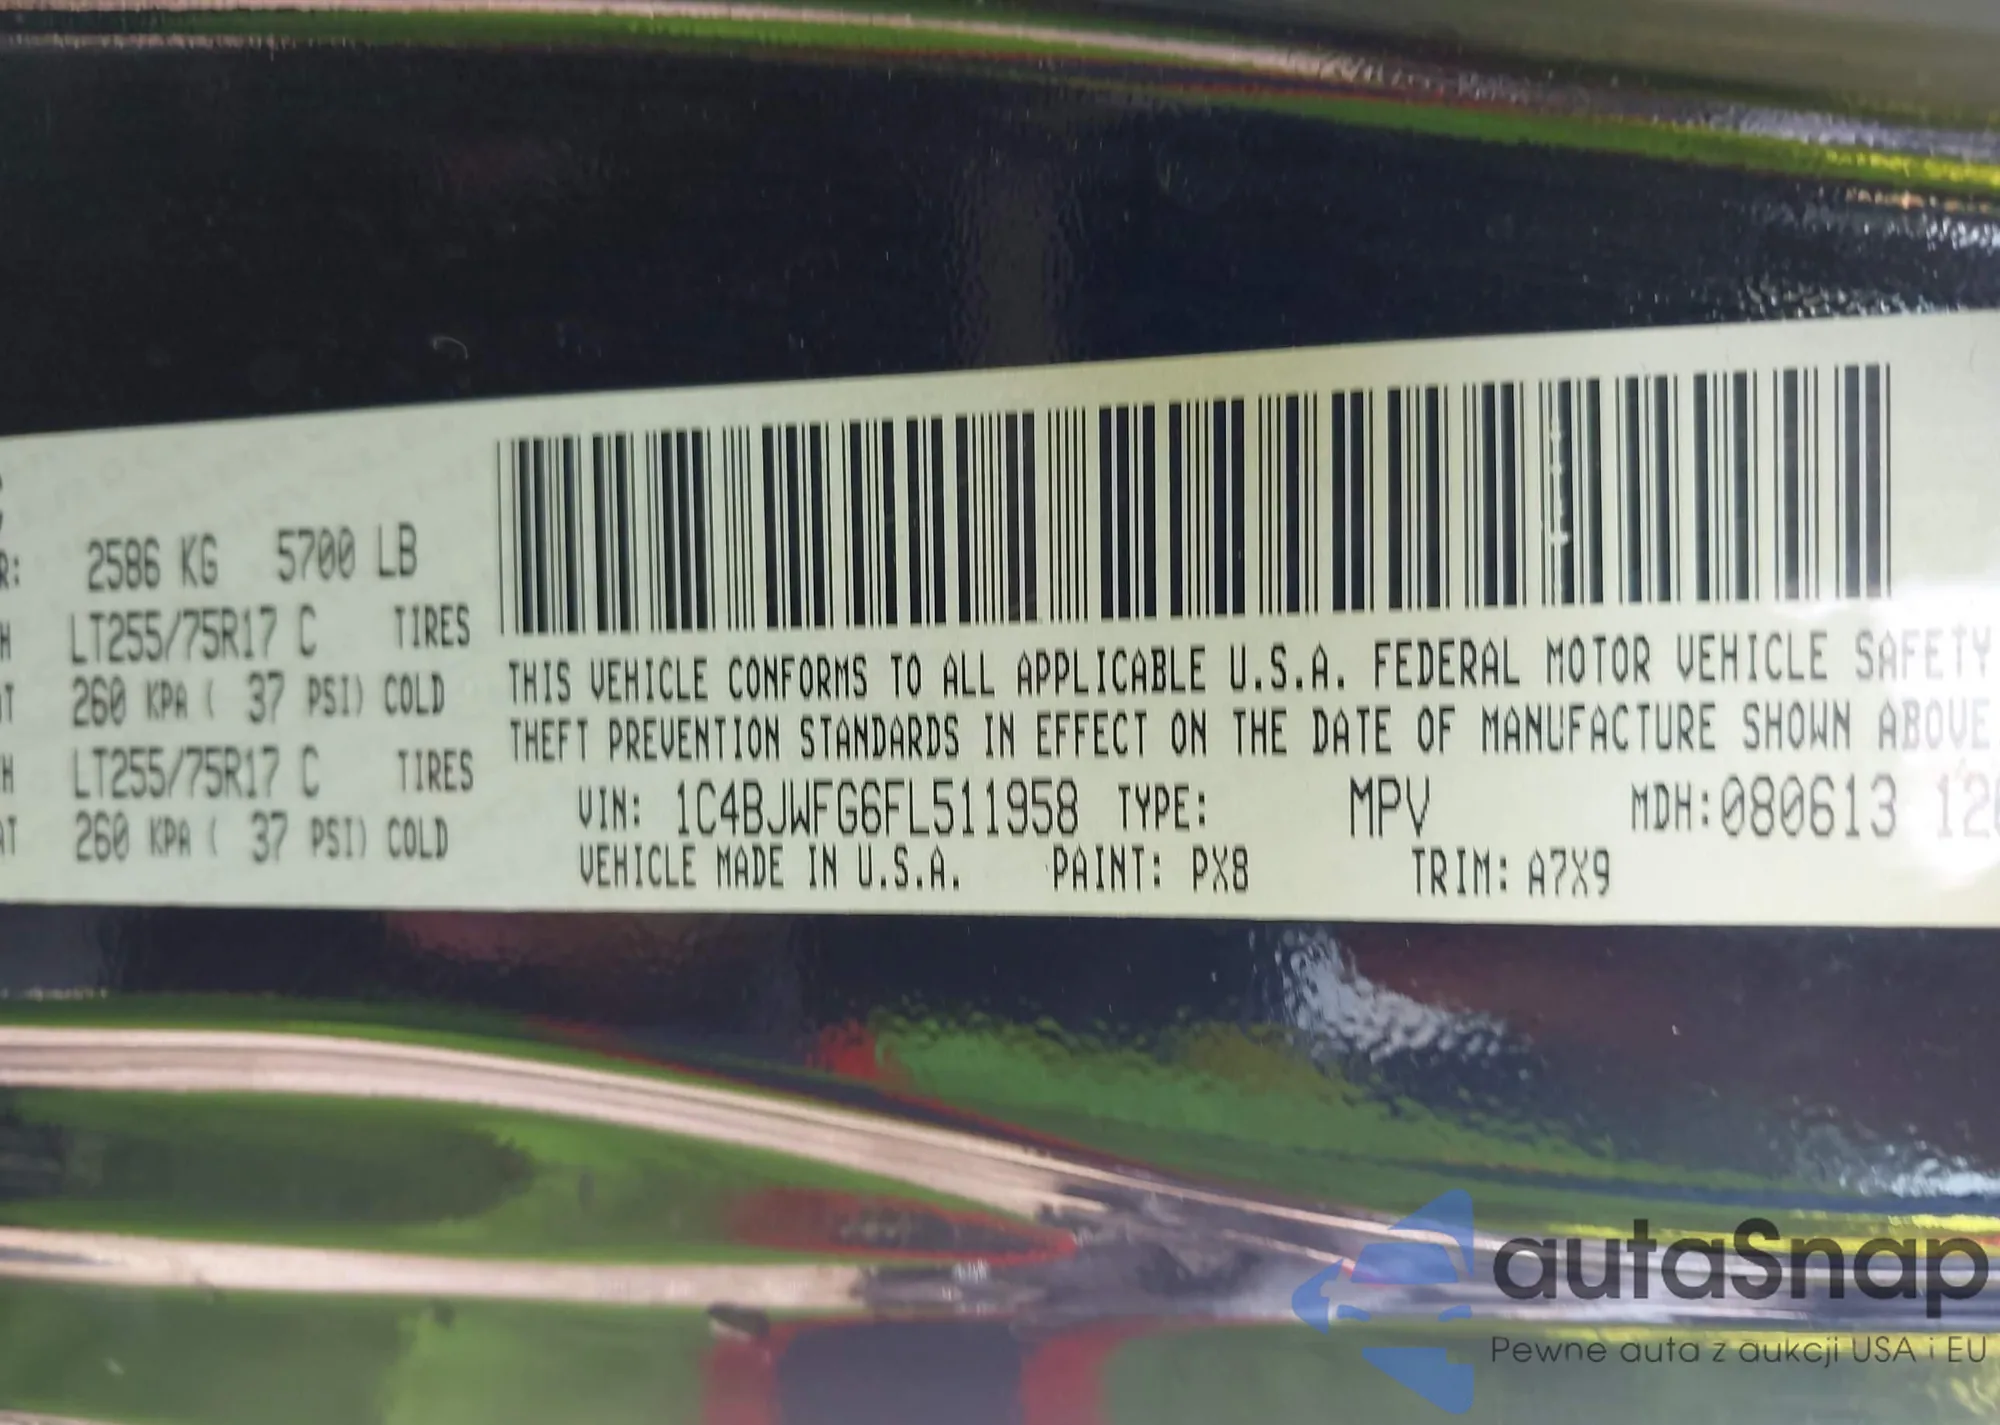 R: 2586 KG 5700 LB
LT255/75R17 C TIRES
260 KPA ( 37 PSI) COLD
LT255/75R17 C TIRES
260 KPA ( 37 PSI) COLD
THIS VEHICLE CONFORMS TO ALL APPLICABLE U.S.A. FEDERAL MOTOR VEHICLE SAFETY
THEFT PREVENTION STANDARDS IN EFFECT ON THE DATE OF MANUFACTURE SHOWN ABOVE
VIN: 1C4BJWFG6FL511958 TYPE: MPV MDH:080613 120
VEHICLE MADE IN U.S.A. PAINT: PX8 TRIM: A7X9
autaSnap
Pewne auta z aukcji USA i EU